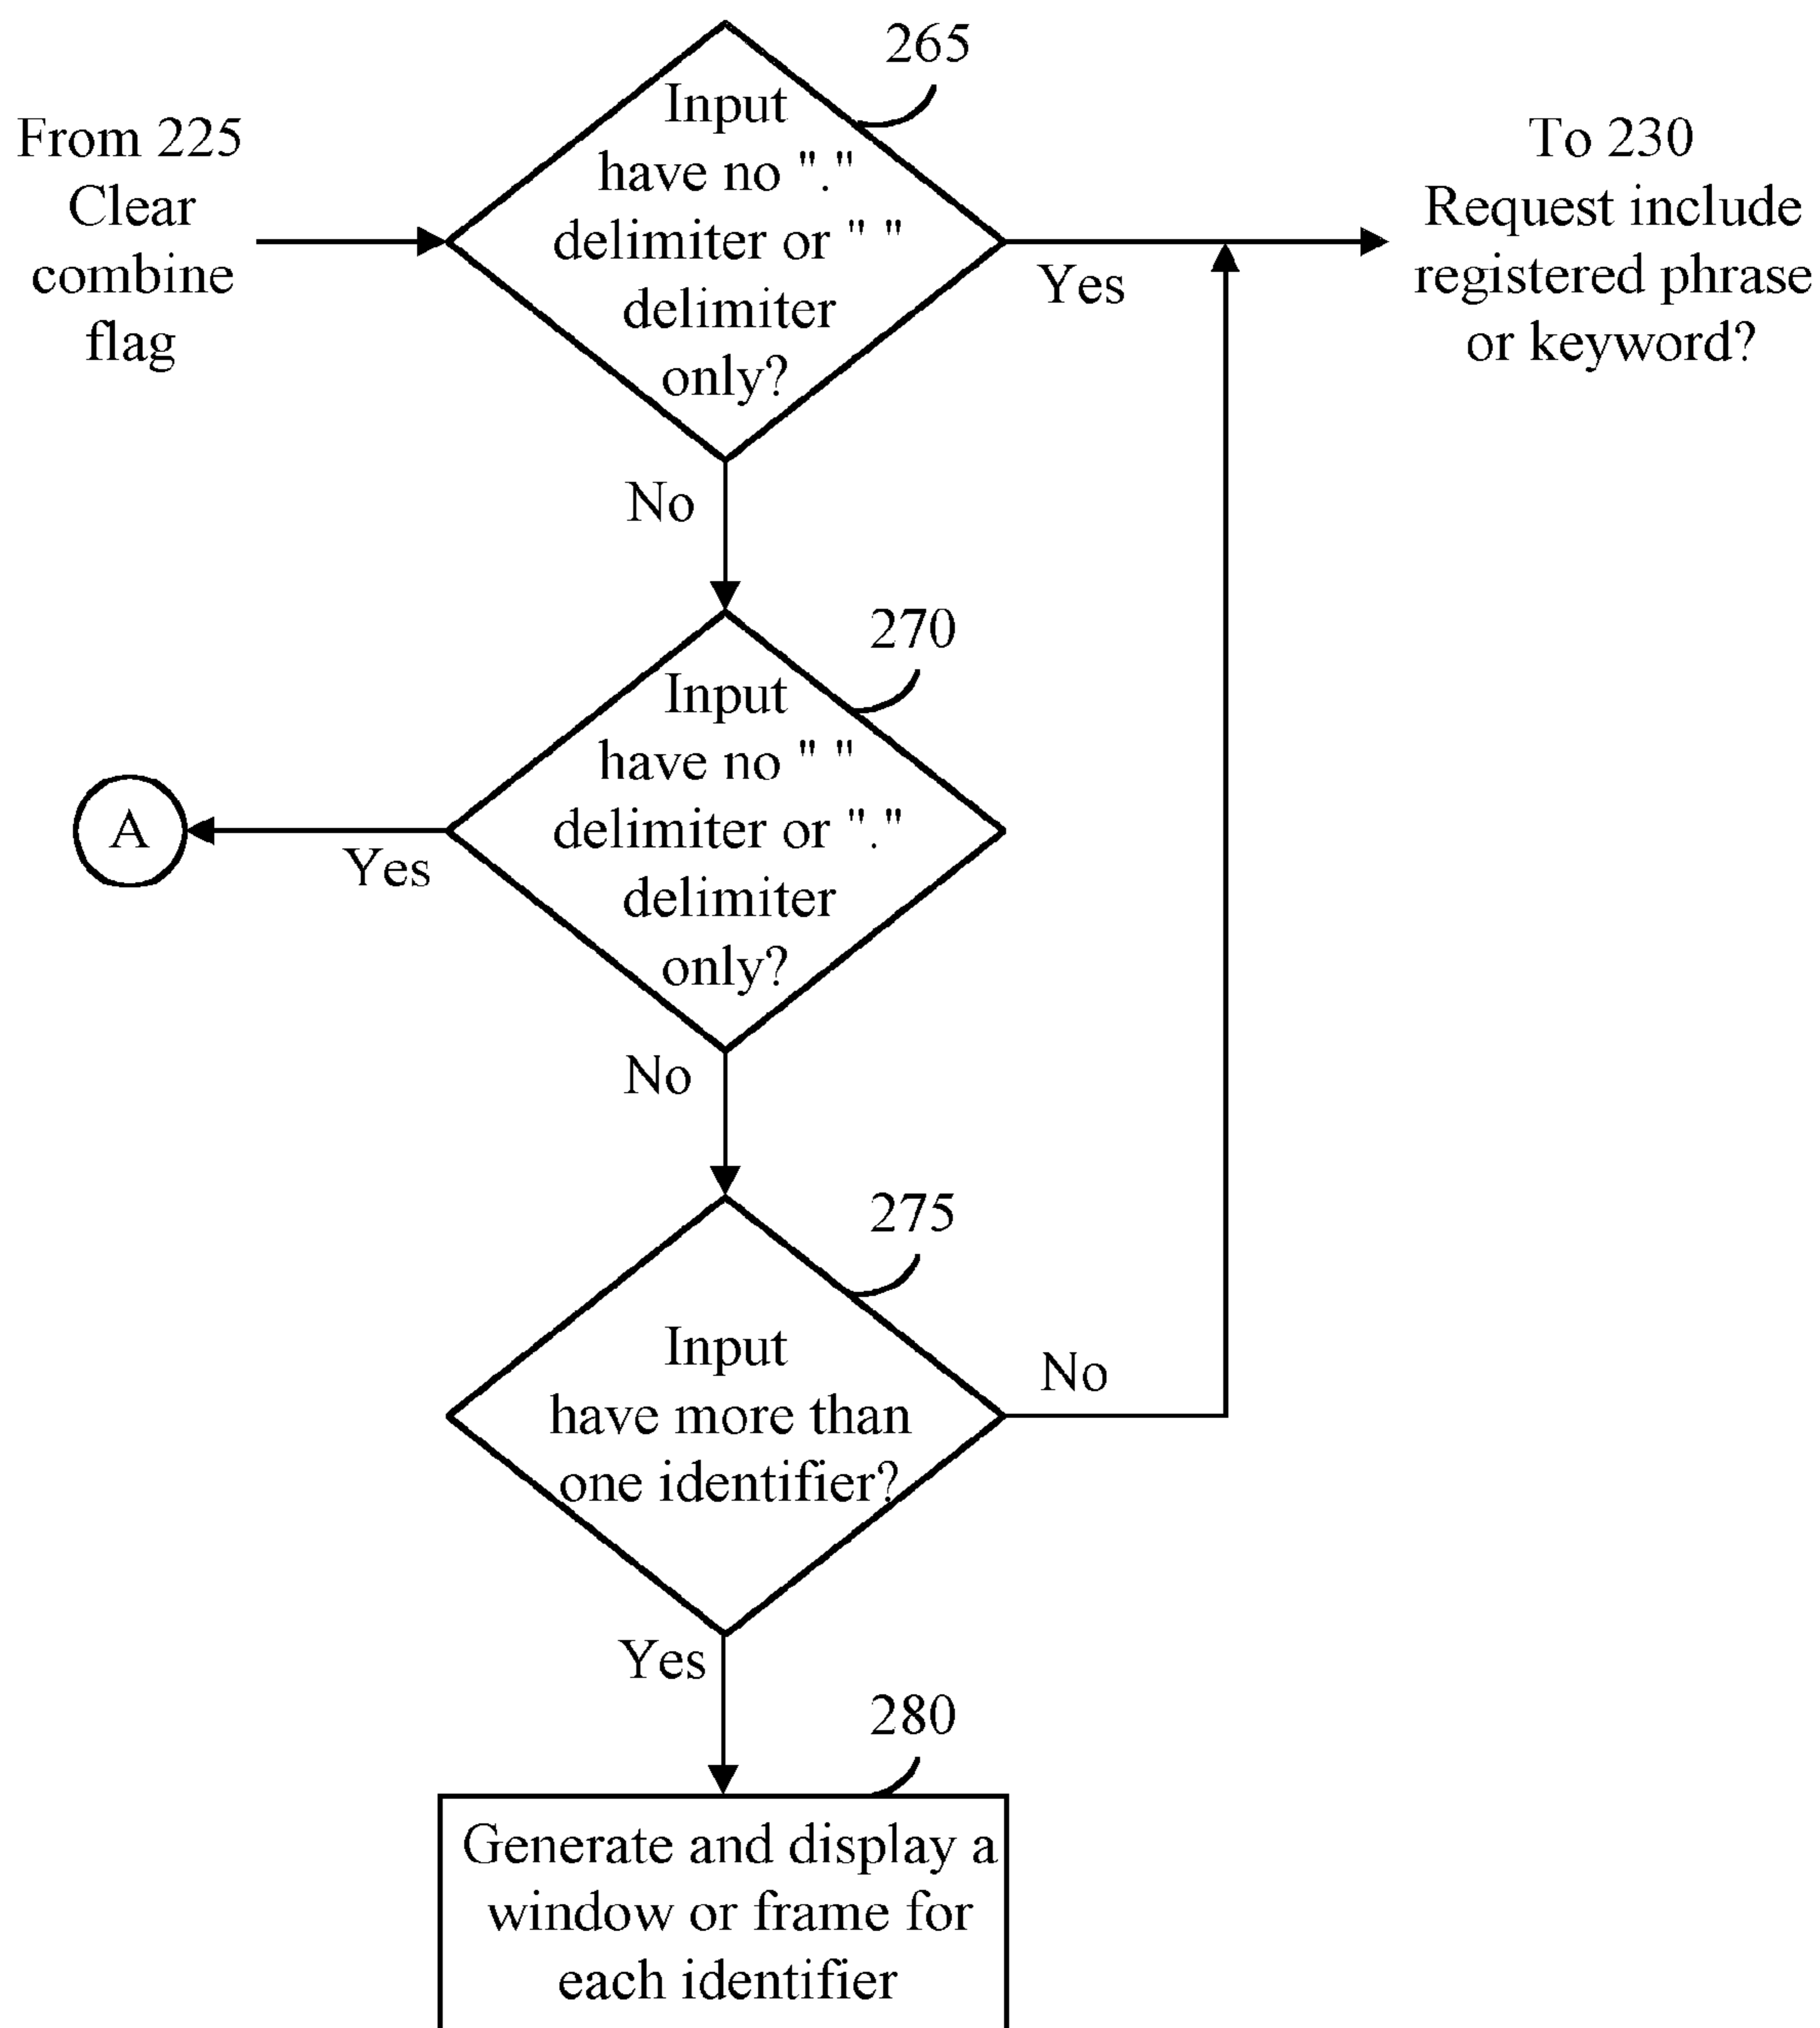 From 225
Clear
combine
flag
265
Input
have no "."
delimiter or " "
delimiter
only?
Yes
To 230
Request include
registered phrase
or keyword?
No
270
Input
have no " "
delimiter or "."
delimiter
only?
A
Yes
No
275
Input
have more than
one identifier?
No
Yes
280
Generate and display a
window or frame for
each identifier